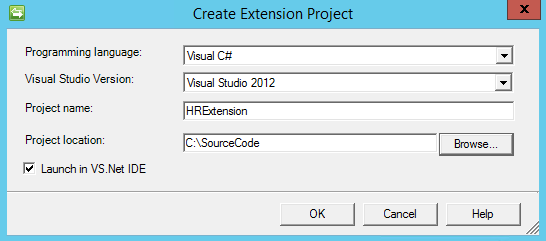 Create Extension Project
Programming language: Visual C#
Visual Studio Version: Visual Studio 2012
Project name: HRExtension
Project location: C:\SourceCode Browse...
Launch in VS.Net IDE
OK Cancel Help